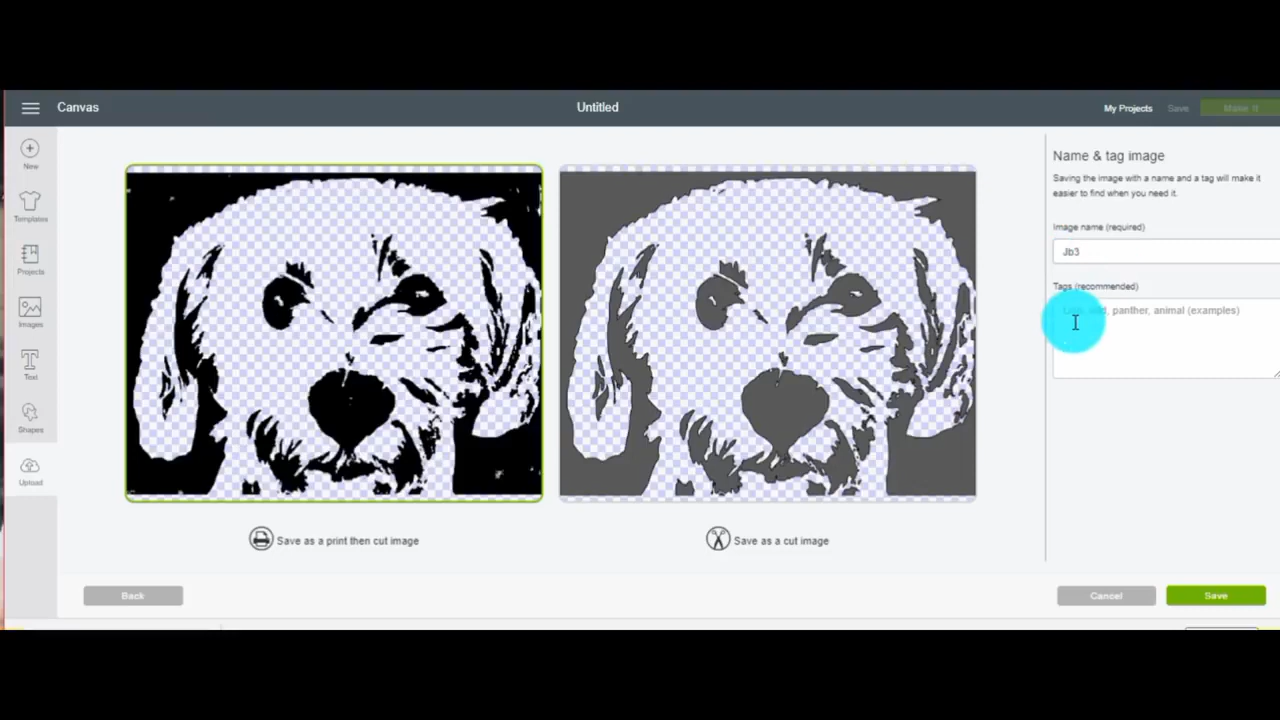 Canvas
Untitled
My Projects
Save
Make It
New
Templates
Projects
Images
Text
Shapes
Upload
Save as a print then cut image
Save as a cut image
Name & tag image
Saving the image with a name and a tag will make it
easier to find when you need it.
Image name (required)
Jb3
Tags (recommended)
panther, animal (examples)
Back
Cancel
Save